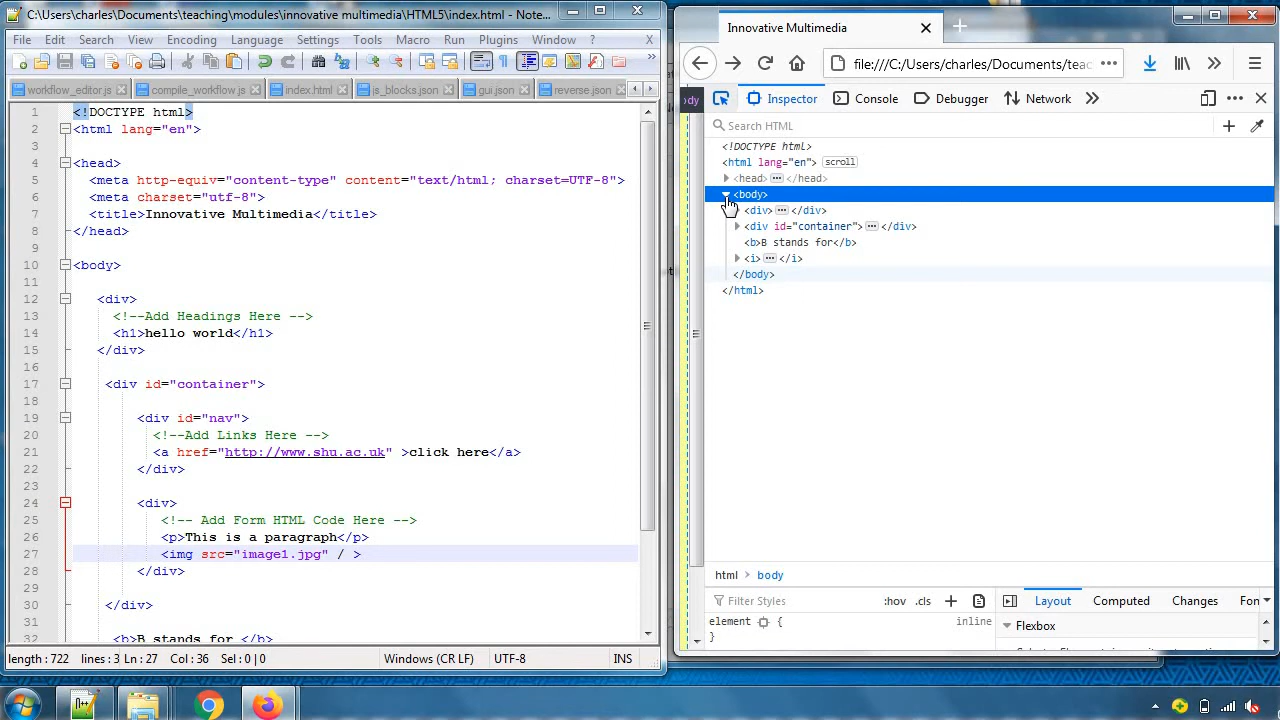 C:\Users\charles\Documents\teaching\modules\innovative multimedia\HTML5\index.html - Note...
File Edit Search View Encoding Language Settings Tools Macro Run Plugins Window ? X
workflow_editor.js compile_workflow.js index.html js_blocks.json gui.json reverse.json
1 <!DOCTYPE html>
2 <html lang="en">
3
4 <head>
5 <meta http-equiv="content-type" content="text/html; charset=UTF-8">
6 <meta charset="utf-8">
7 <title>Innovative Multimedia</title>
8 </head>
9
10 <body>
11
12 <div>
13 <!--Add Headings Here -->
14 <h1>hello world</h1>
15 </div>
16
17 <div id="container">
18
19 <div id="nav">
20 <!--Add Links Here -->
21 <a href="http://www.shu.ac.uk" >click here</a>
22 </div>
23
24 <div>
25 <!-- Add Form HTML Code Here -->
26 <p>This is a paragraph</p>
27 <img src="image1.jpg" / >
28 </div>
29
30 </div>
31
32 <b>B stands for </b>
length : 722 lines : 3 Ln : 27 Col : 36 Sel : 0 | 0 Windows (CR LF) UTF-8 INS
Innovative Multimedia
file:///C:/Users/charles/Documents/teac
ody Inspector Console Debugger Network
Search HTML
<!DOCTYPE html>
<html lang="en"> scroll
<head> ••• </head>
<body>
<div> ••• </div>
<div id="container"> ••• </div>
<b>B stands for</b>
<i> ••• </i>
</body>
</html>
html > body
Filter Styles :hov .cls + Layout Computed Changes Fon
element { inline
}
Flexbox